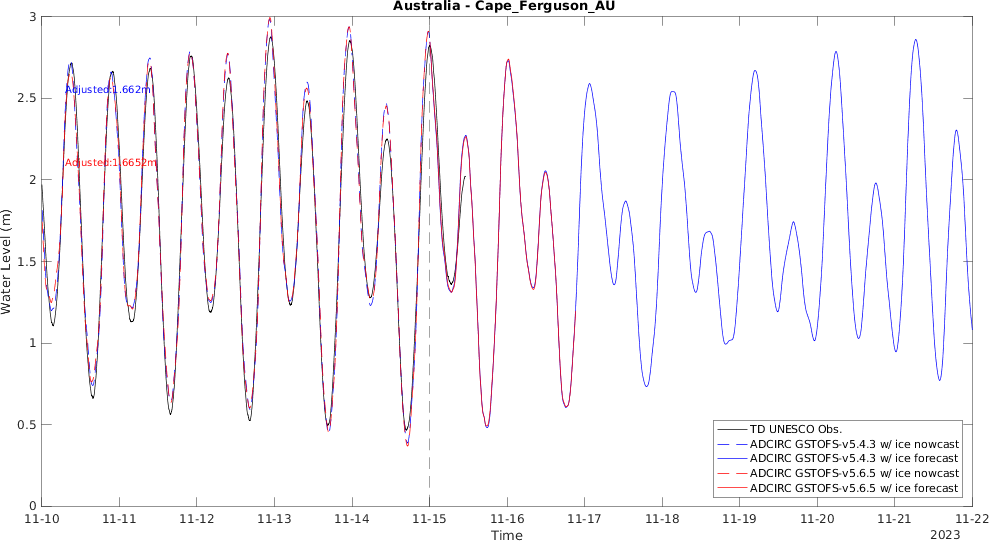 Australia - Cape_Ferguson_AU
3
2.5
2
1.5
1
0.5
0
Water Level (m)
Adjusted:1.662m
Adjusted:1.6652m
TD UNESCO Obs.
ADCIRC GSTOFS-v5.4.3 w/ ice nowcast
ADCIRC GSTOFS-v5.4.3 w/ ice forecast
ADCIRC GSTOFS-v5.6.5 w/ ice nowcast
ADCIRC GSTOFS-v5.6.5 w/ ice forecast
11-10 11-11 11-12 11-13 11-14 11-15 11-16 11-17 11-18 11-19 11-20 11-21 11-22
Time
2023